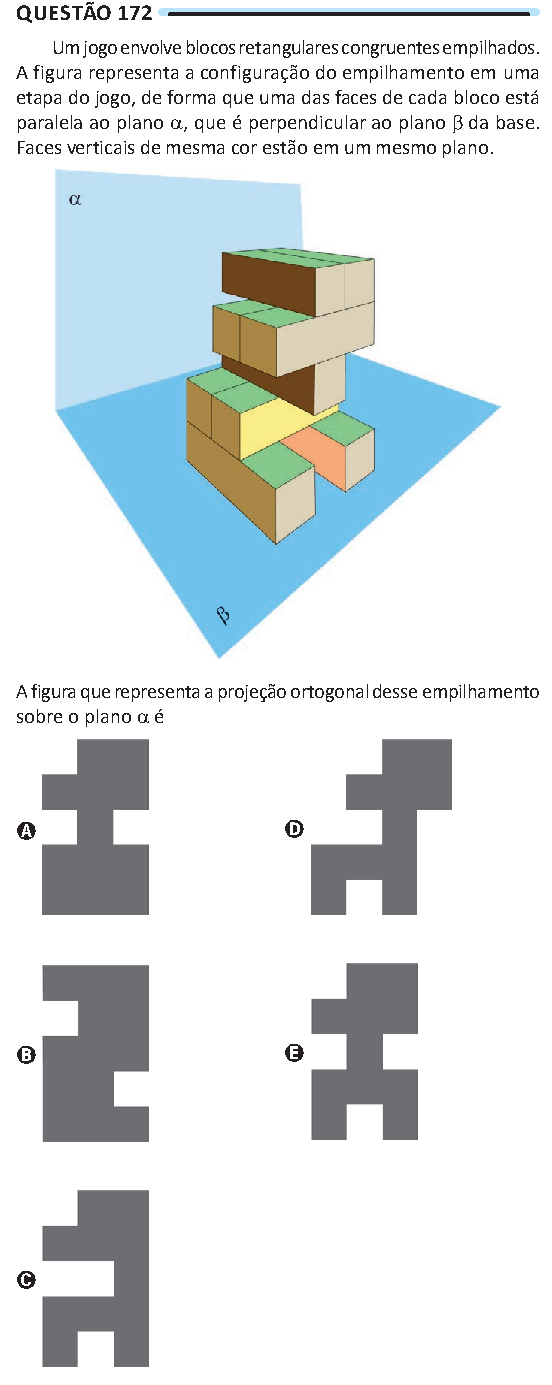 QUESTÃO 172
Um jogo envolve blocos retangulares congruentes empilhados.
A figura representa a configuração do empilhamento em uma
etapa do jogo, de forma que uma das faces de cada bloco está
paralela ao plano α, que é perpendicular ao plano β da base.
Faces verticais de mesma cor estão em um mesmo plano.
α
β
A figura que representa a projeção ortogonal desse empilhamento
sobre o plano α é
A
D
B
E
C